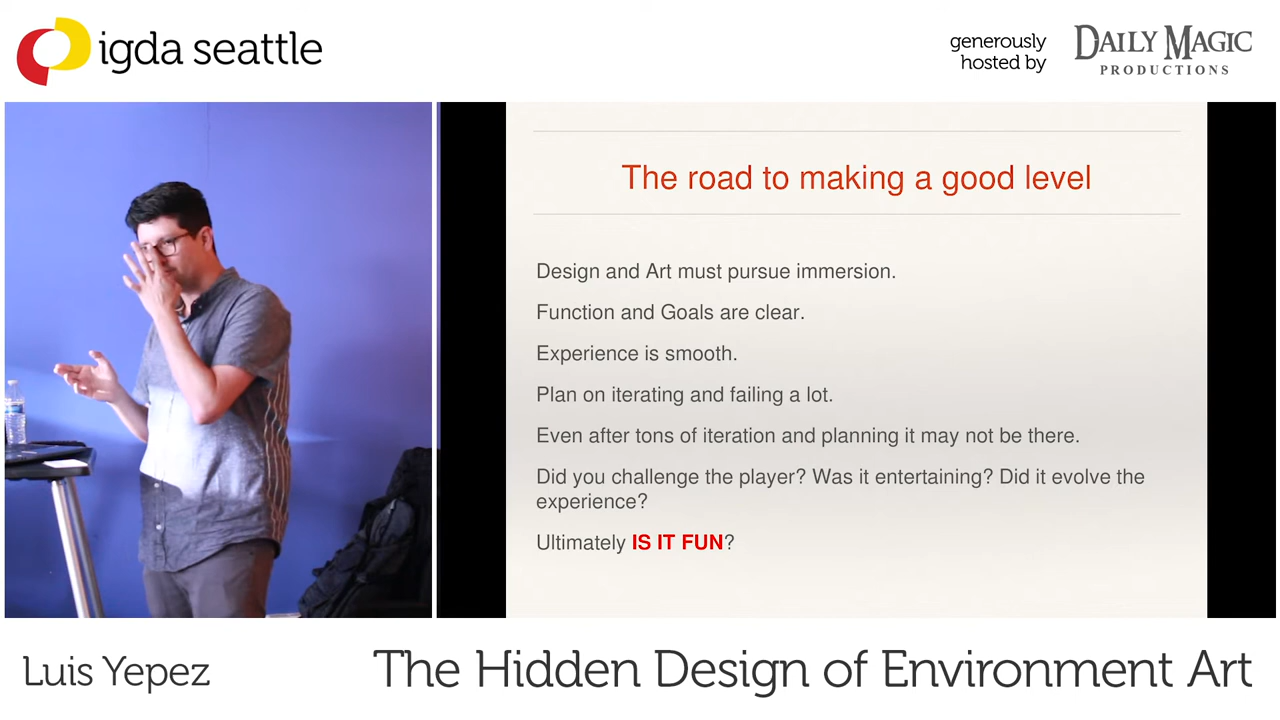 igda seattle
generously
hosted by
DAILY MAGIC
PRODUCTIONS
The road to making a good level
Design and Art must pursue immersion.
Function and Goals are clear.
Experience is smooth.
Plan on iterating and failing a lot.
Even after tons of iteration and planning it may not be there.
Did you challenge the player? Was it entertaining? Did it evolve the
experience?
Ultimately IS IT FUN?
Luis Yepez
The Hidden Design of Environment Art